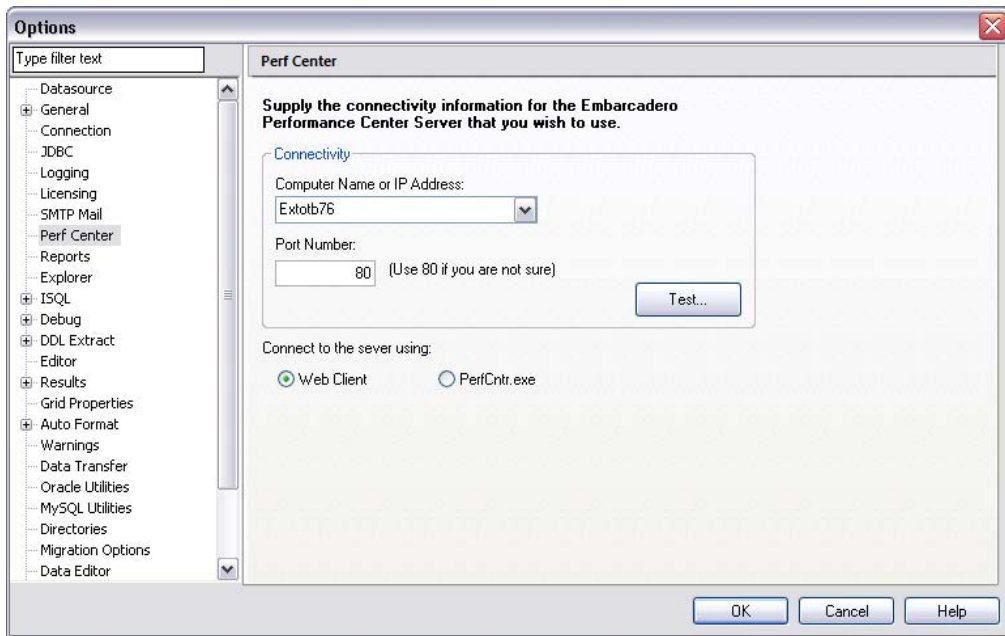 Options
Type filter text
Datasource
General
Connection
JDBC
Logging
Licensing
SMTP Mail
Perf Center
Reports
Explorer
ISQL
Debug
DDL Extract
Editor
Results
Grid Properties
Auto Format
Warnings
Data Transfer
Oracle Utilities
MySQL Utilities
Directories
Migration Options
Data Editor
Perf Center
Supply the connectivity information for the Embarcadero
Performance Center Server that you wish to use.
Connectivity
Computer Name or IP Address:
Extotb76
Port Number:
80 (Use 80 if you are not sure)
Test...
Connect to the sever using:
Web Client PerfCntr.exe
OK Cancel Help